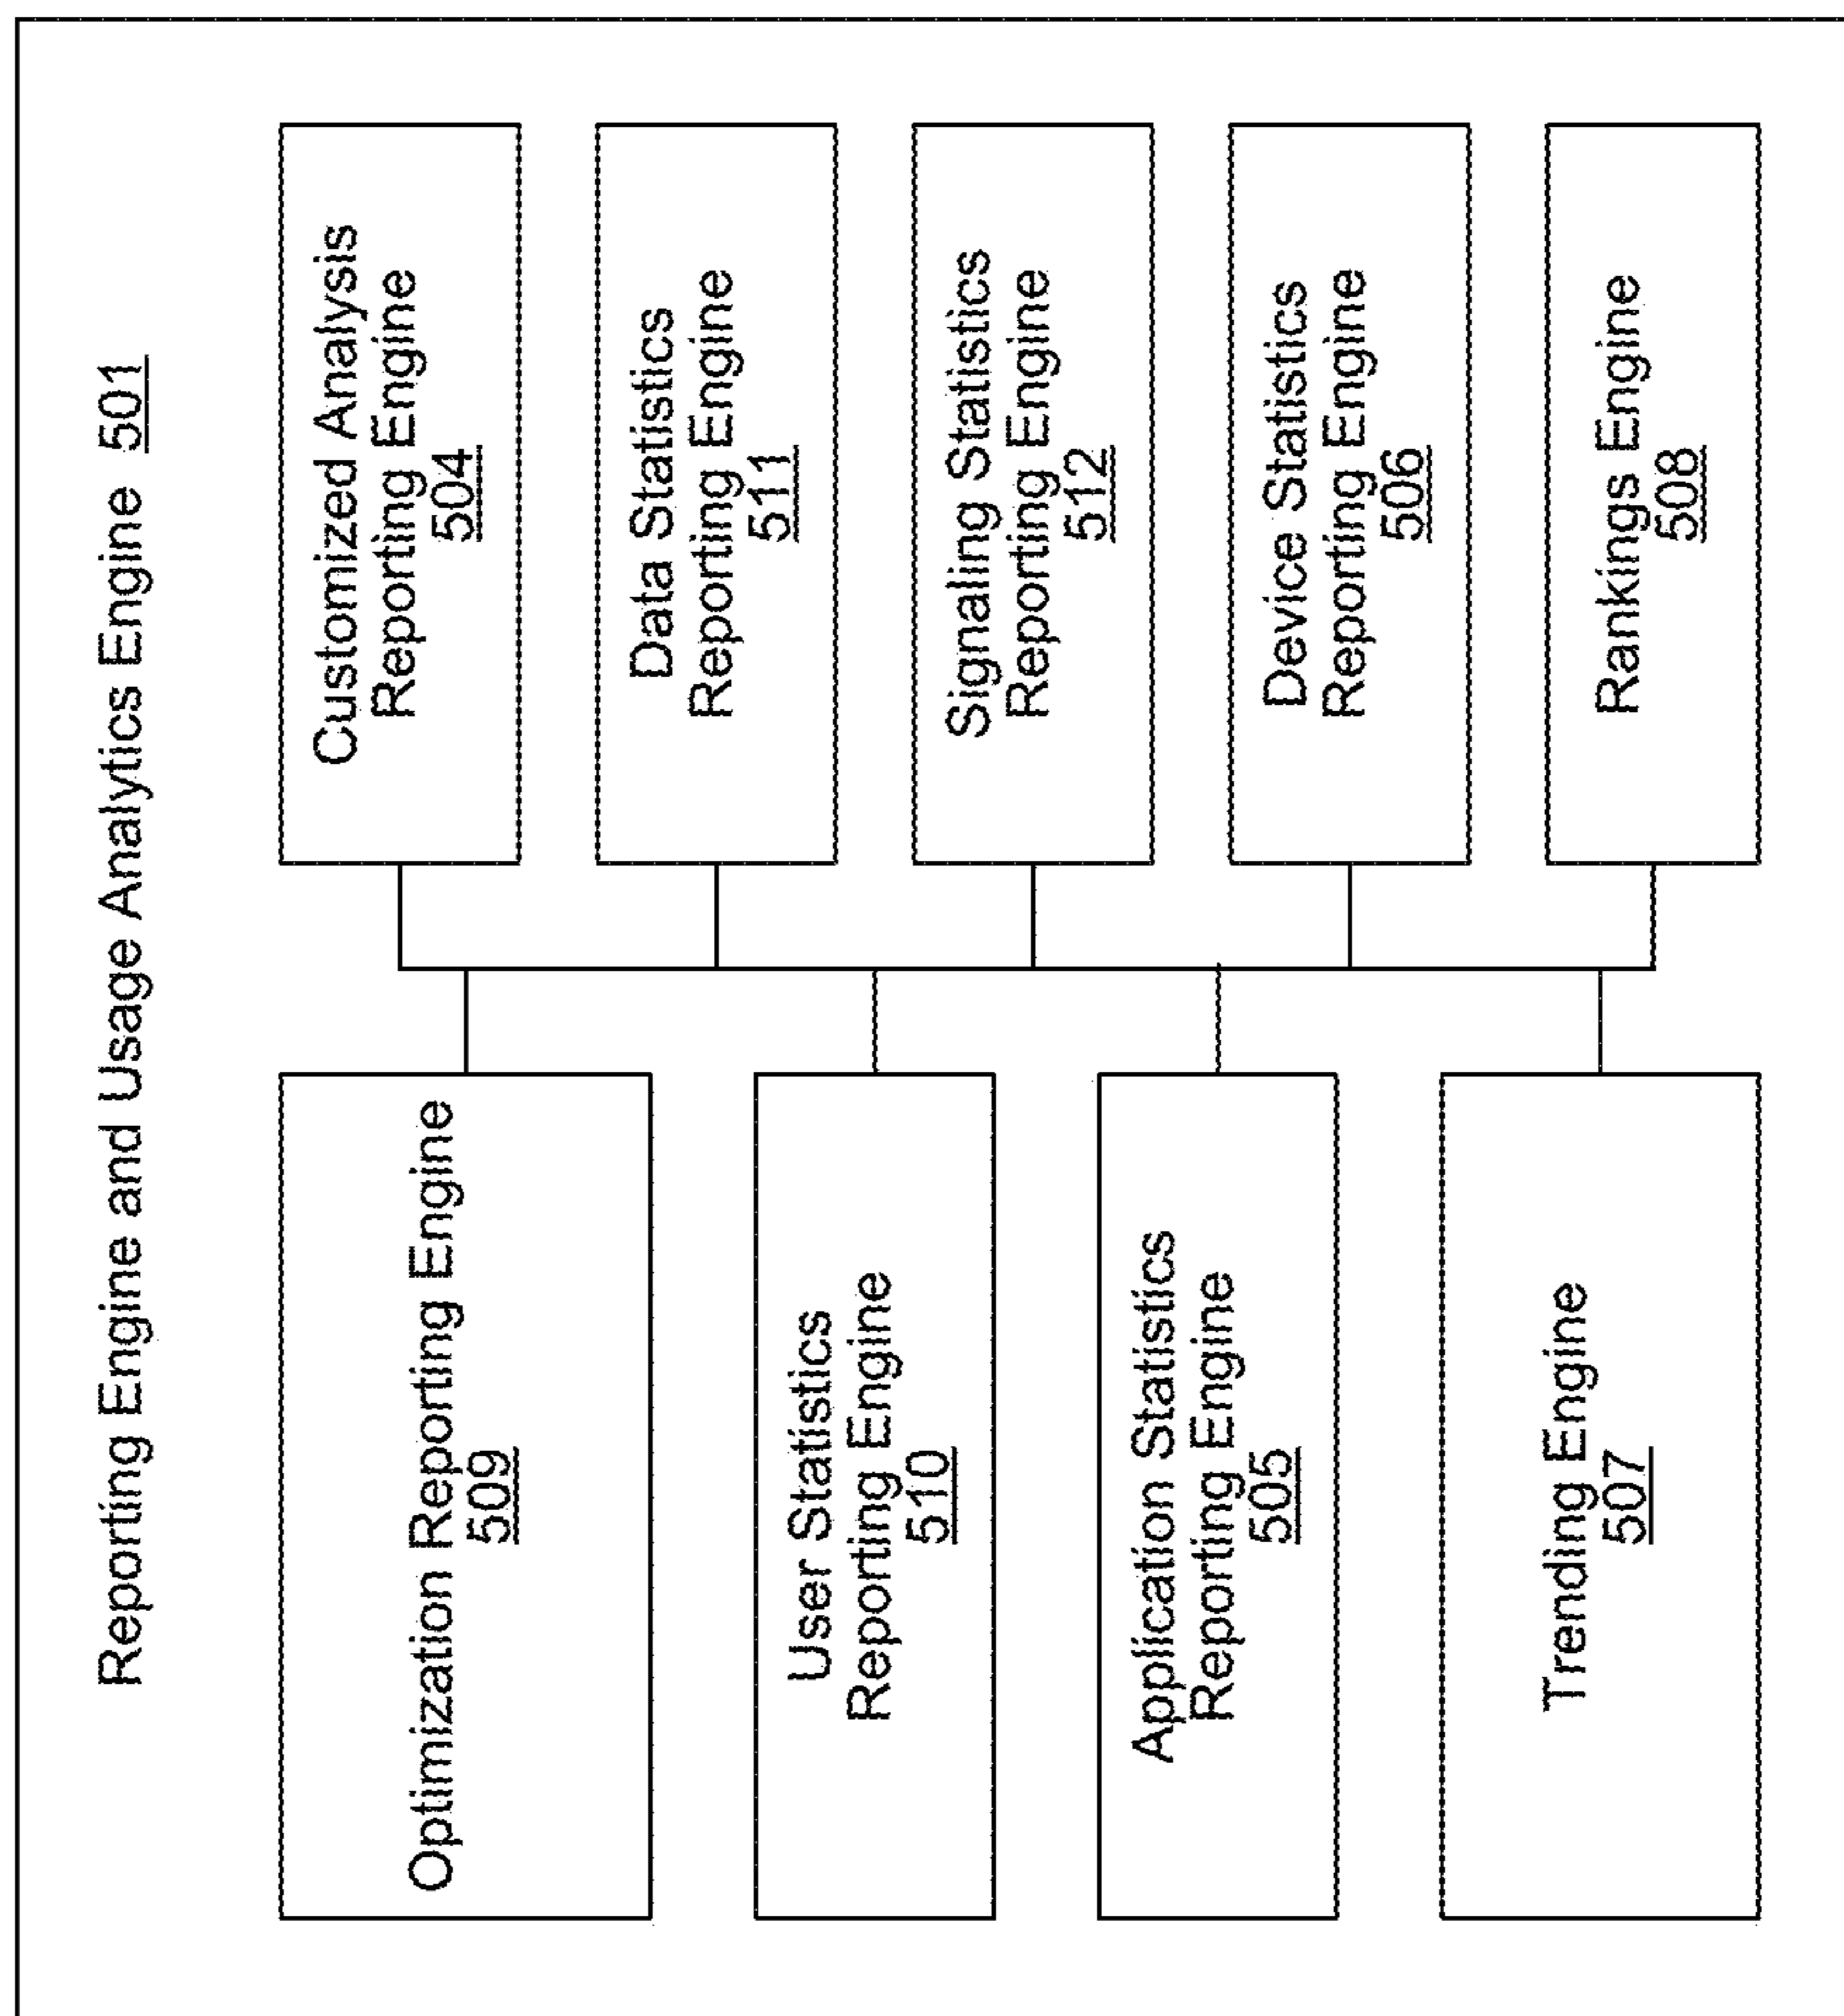 Reporting Engine and Usage Analytics Engine 501
Optimization Reporting Engine
509
User Statistics
Reporting Engine
510
Application Statistics
Reporting Engine
505
Trending Engine
507
Customized Analysis
Reporting Engine
504
Data Statistics
Reporting Engine
511
Signaling Statistics
Reporting Engine
512
Device Statistics
Reporting Engine
506
Rankings Engine
508